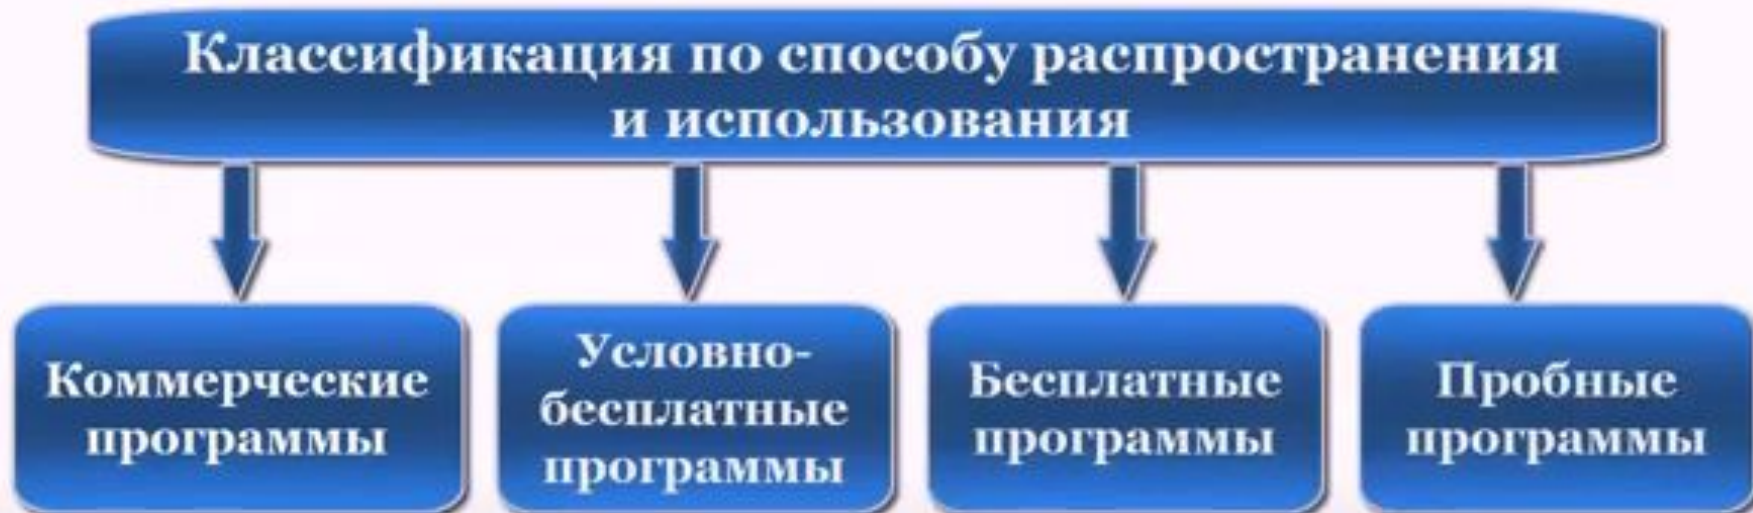 Классификация по способу распространения
и использования
Коммерческие
программы
Условно-
бесплатные
программы
Бесплатные
программы
Пробные
программы